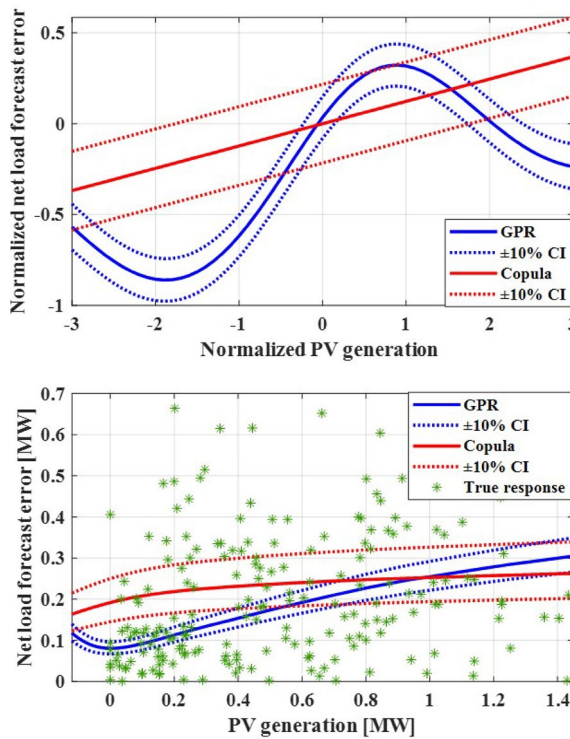 Normalized net load forecast error
0.5
0
-0.5
-1
-3
-2
-1
0
1
2
3
Normalized PV generation
GPR
±10% CI
Copula
±10% CI
Net load forecast error [MW]
0.7
0.6
0.5
0.4
0.3
0.2
0.1
0
0
0.2
0.4
0.6
0.8
1
1.2
1.4
PV generation [MW]
GPR
±10% CI
Copula
±10% CI
True response